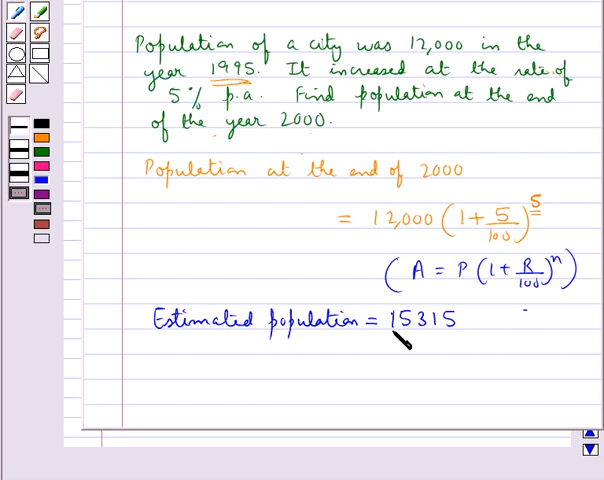 Population of a city was 12,000 in the
year 1995. It increased at the rate of
5% p.a. Find population at the end
of the year 2000.
Population at the end of 2000
= 12,000 (1 + 5/100)^5
(A = P (1 + R/100)^n)
Estimated population = 15315